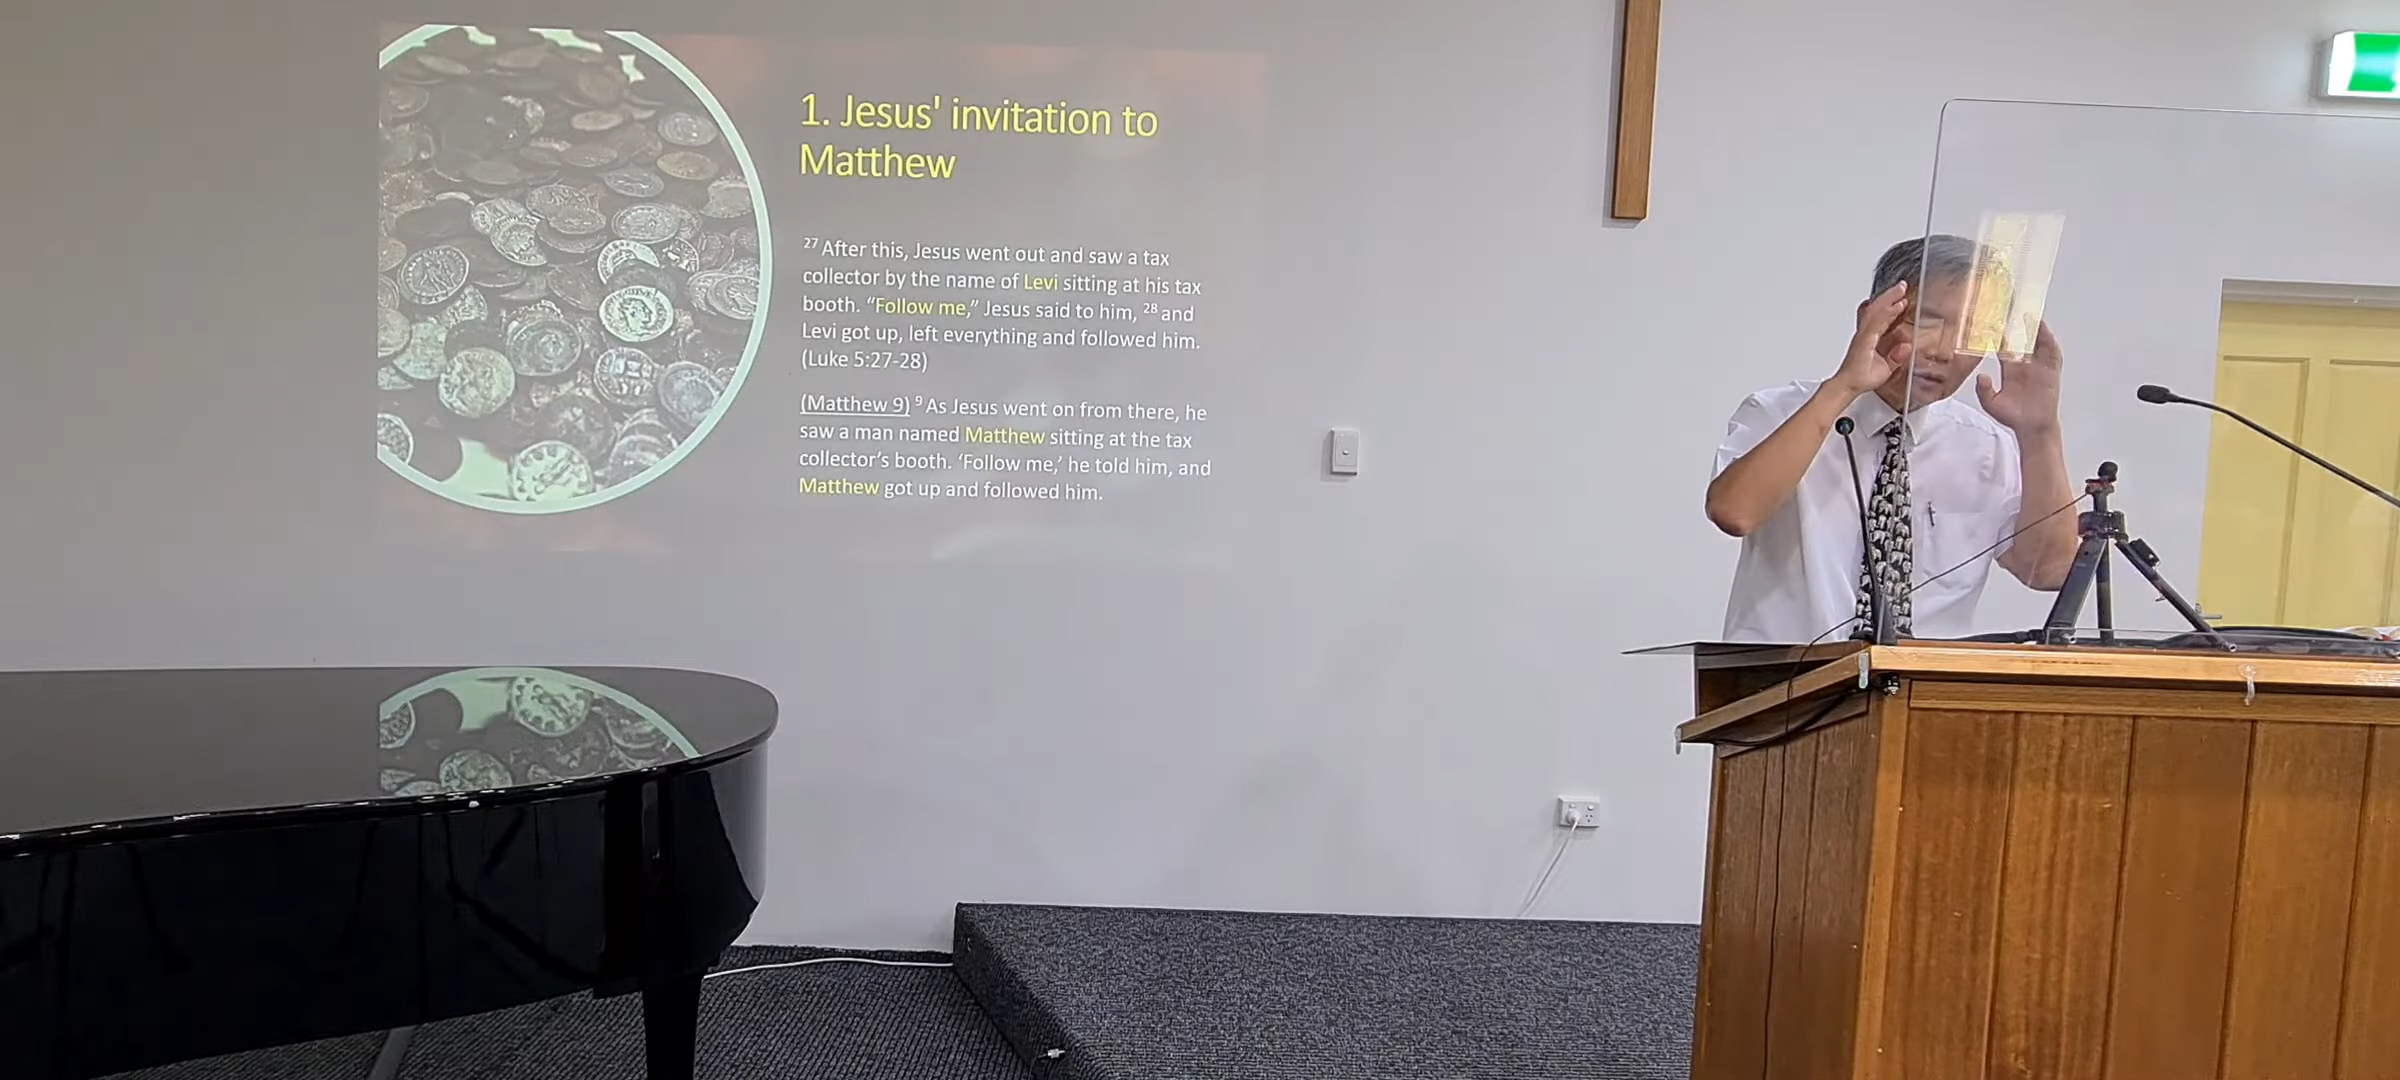 1. Jesus' invitation to
Matthew
27 After this, Jesus went out and saw a tax
collector by the name of Levi sitting at his tax
booth. “Follow me,” Jesus said to him, 28 and
Levi got up, left everything and followed him.
(Luke 5:27-28)
(Matthew 9) 9 As Jesus went on from there, he
saw a man named Matthew sitting at the tax
collector’s booth. ‘Follow me,’ he told him, and
Matthew got up and followed him.